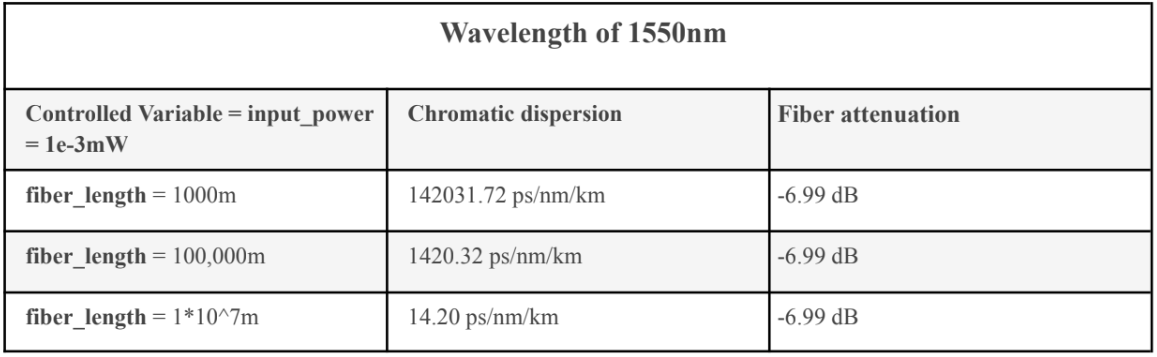 Wavelength of 1550nm
Controlled Variable = input_power = 1e-3mW
Chromatic dispersion
Fiber attenuation
fiber_length = 1000m
142031.72 ps/nm/km
-6.99 dB
fiber_length = 100,000m
1420.32 ps/nm/km
-6.99 dB
fiber_length = 1*10^7m
14.20 ps/nm/km
-6.99 dB